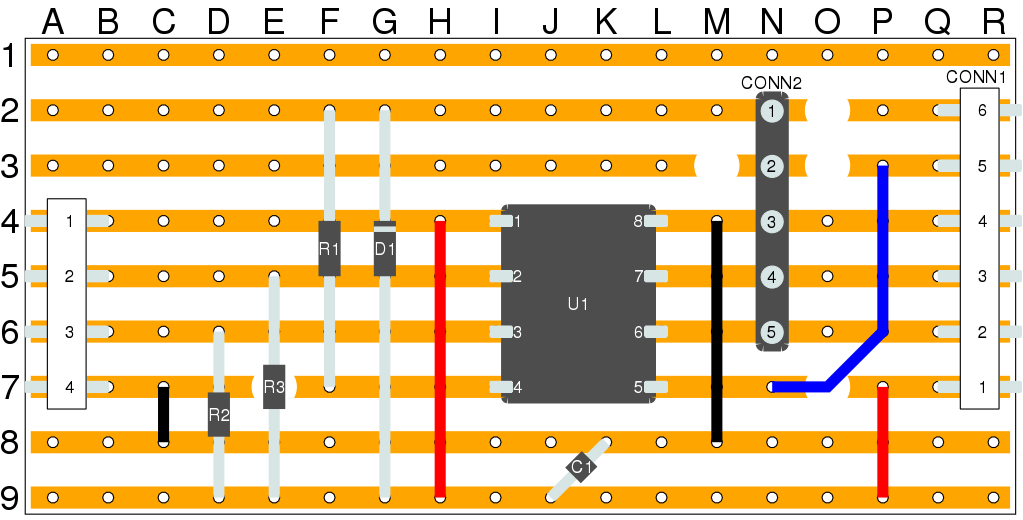 A B C D E F G H I J K L M N O P Q R
1
CONN2 CONN1
2 1 6
3 2 5
4 1 1 8 3 4
R1 D1
5 2 2 7 4 3
U1
6 3 3 6 5 2
7 4 R3 4 5 1
R2
8
C1
9